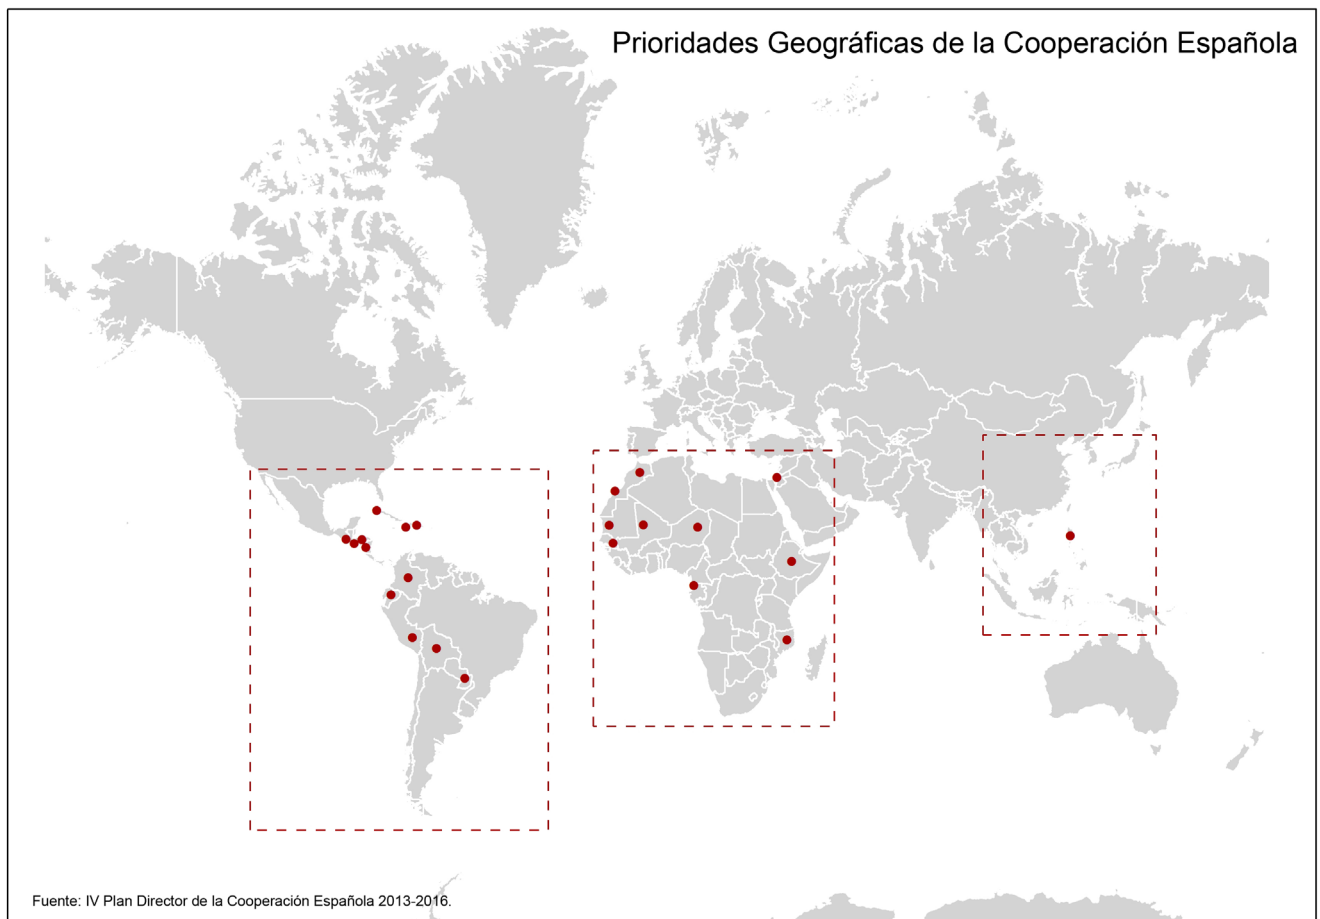 Prioridades Geográficas de la Cooperación Española
Fuente: IV Plan Director de la Cooperación Española 2013-2016.